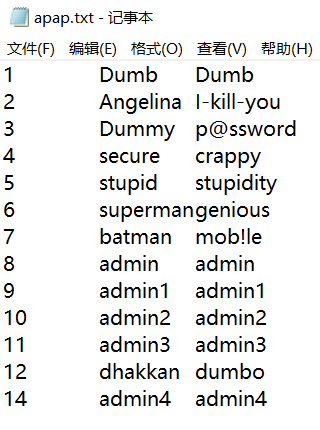 apap.txt - 记事本
文件(F) 编辑(E) 格式(O) 查看(V) 帮助(H)
1 Dumb Dumb
2 Angelina I-kill-you
3 Dummy p@ssword
4 secure crappy
5 stupid stupidity
6 supermangenious
7 batman mob!le
8 admin admin
9 admin1 admin1
10 admin2 admin2
11 admin3 admin3
12 dhakkan dumbo
14 admin4 admin4